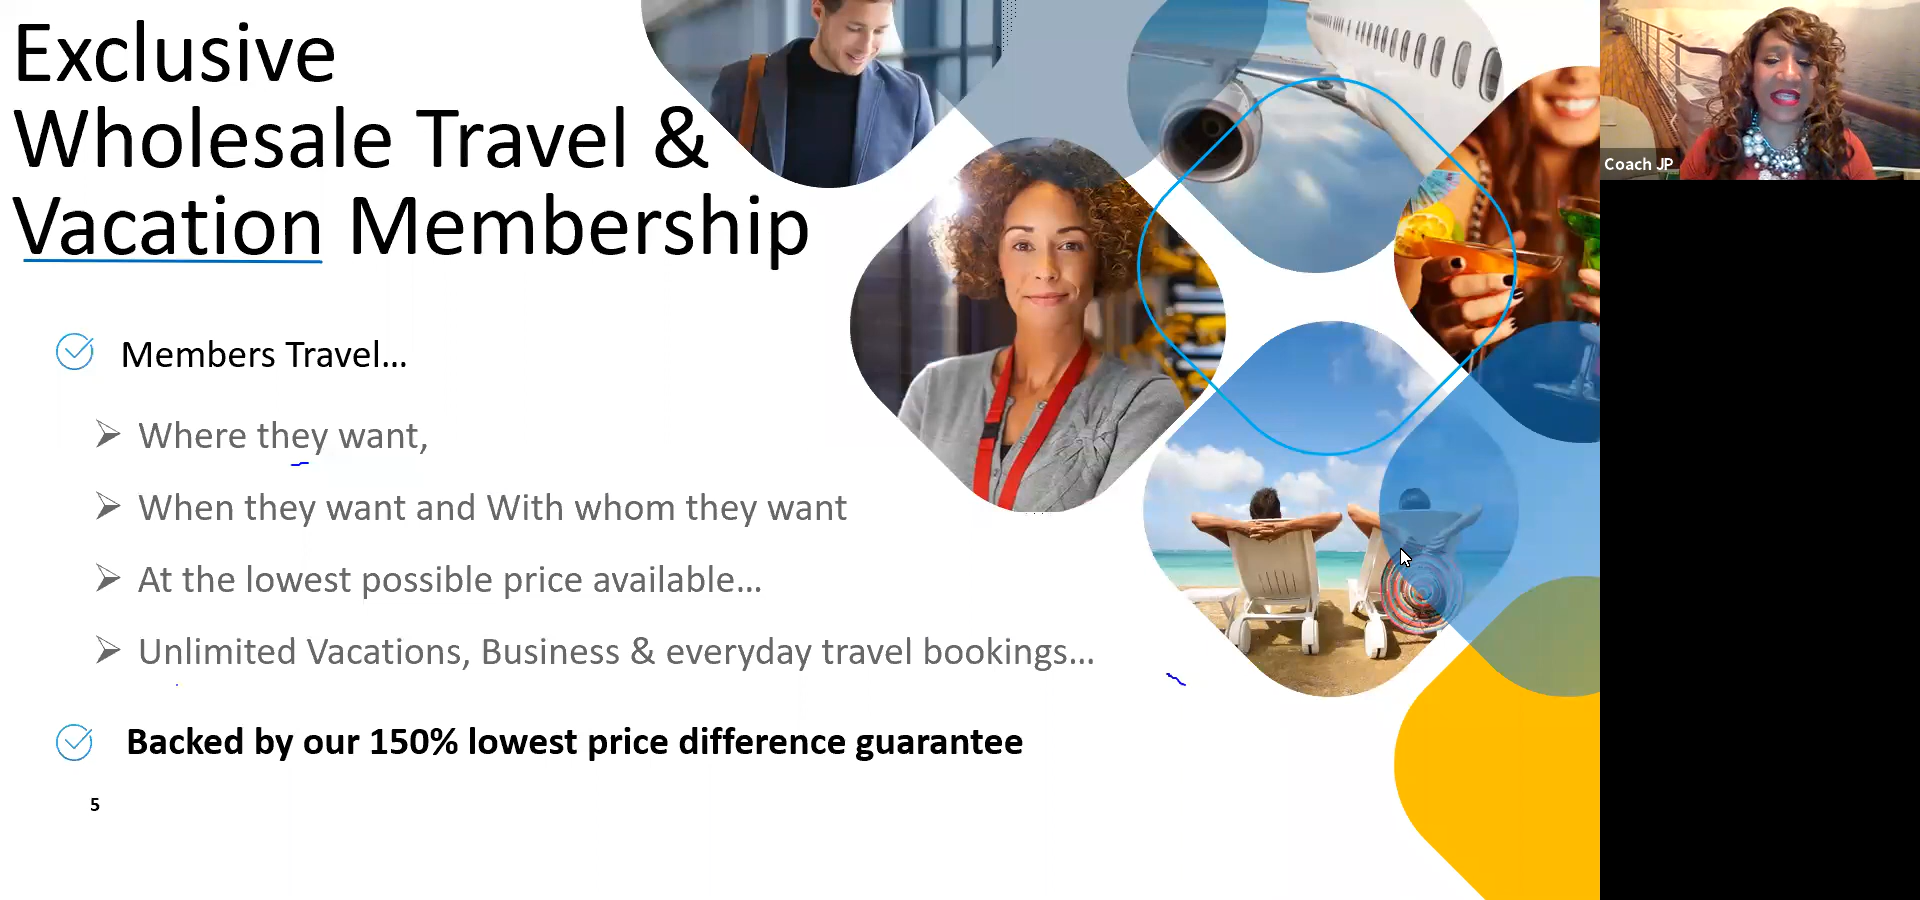 Exclusive
Wholesale Travel &
Vacation Membership
Members Travel...
Where they want,
When they want and With whom they want
At the lowest possible price available...
Unlimited Vacations, Business & everyday travel bookings...
Backed by our 150% lowest price difference guarantee
5
Coach JP